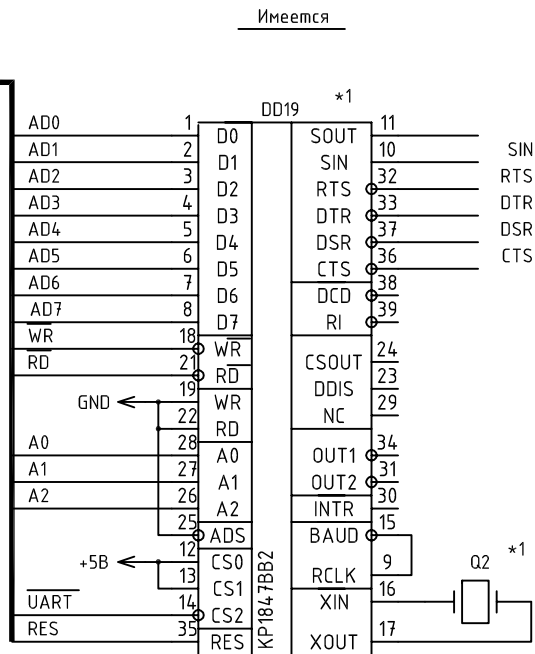 Имеется
DD19 *1
AD0 1 D0 SOUT 11
AD1 2 D1 SIN 10 SIN
AD2 3 D2 RTS 32 RTS
AD3 4 D3 DTR 33 DTR
AD4 5 D4 DSR 37 DSR
AD5 6 D5 CTS 36 CTS
AD6 7 D6 DCD 38
AD7 8 D7 RI 39
WR 18 WR
RD 21 RD CSOUT 24
GND 19 WR DDIS 23
22 RD NC 29
A0 28 A0 OUT1 34
A1 27 A1 OUT2 31
A2 26 A2 INTR 30
25 ADS BAUD 15
+5В 12 CS0 RCLK 9 Q2 *1
13 CS1 XIN 16
UART 14 CS2
RES 35 RES XOUT 17
КР1847ВВ2